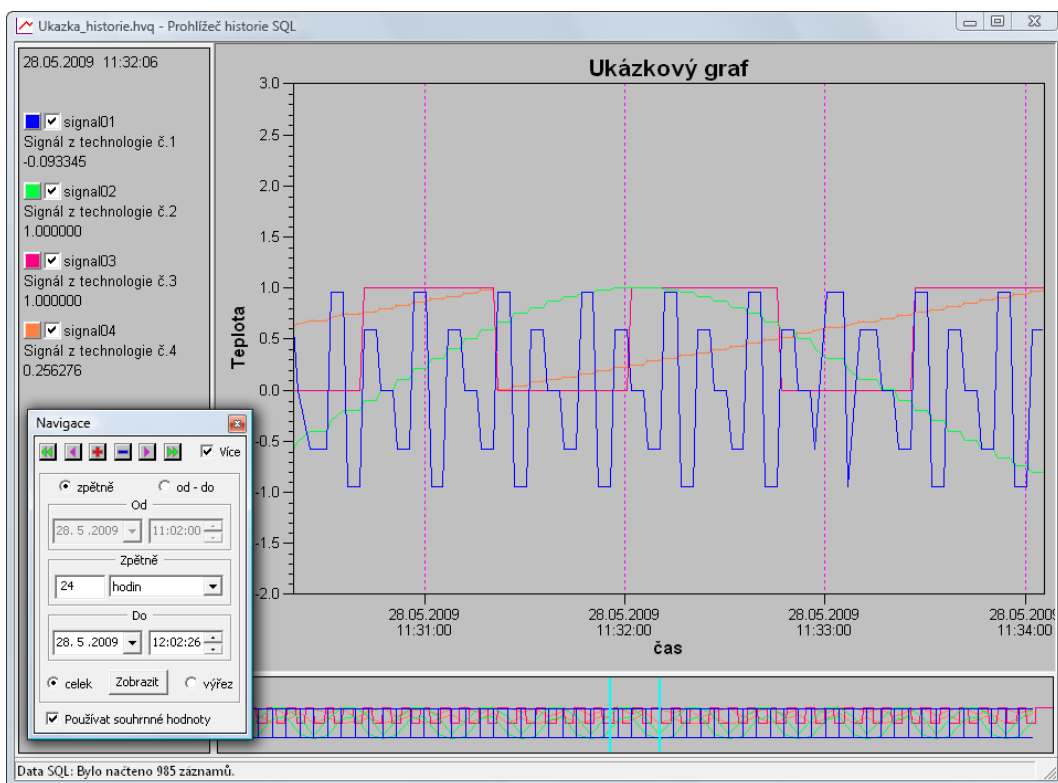 Ukazka_historie.hvq - Prohlížeč historie SQL
28.05.2009 11:32:06
signal01
Signál z technologie č.1
-0.093345
signal02
Signál z technologie č.2
1.000000
signal03
Signál z technologie č.3
1.000000
signal04
Signál z technologie č.4
0.256276
Navigace
Více
zpětně od - do
Od
28. 5 .2009 11:02:00
Zpětně
24 hodin
Do
28. 5 .2009 12:02:26
celek Zobrazit výřez
Používat souhrnné hodnoty
Ukázkový graf
Teplota
3.0
2.5
2.0
1.5
1.0
0.5
0.0
-0.5
-1.0
-1.5
-2.0
28.05.2009 28.05.2009 28.05.2009 28.05.2009
11:31:00 11:32:00 11:33:00 11:34:00
čas
Data SQL: Bylo načteno 985 záznamů.